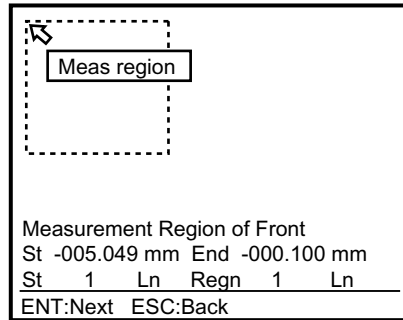 Meas region
Measurement Region of Front
St -005.049 mm End -000.100 mm
St 1 Ln Regn 1 Ln
ENT:Next ESC:Back